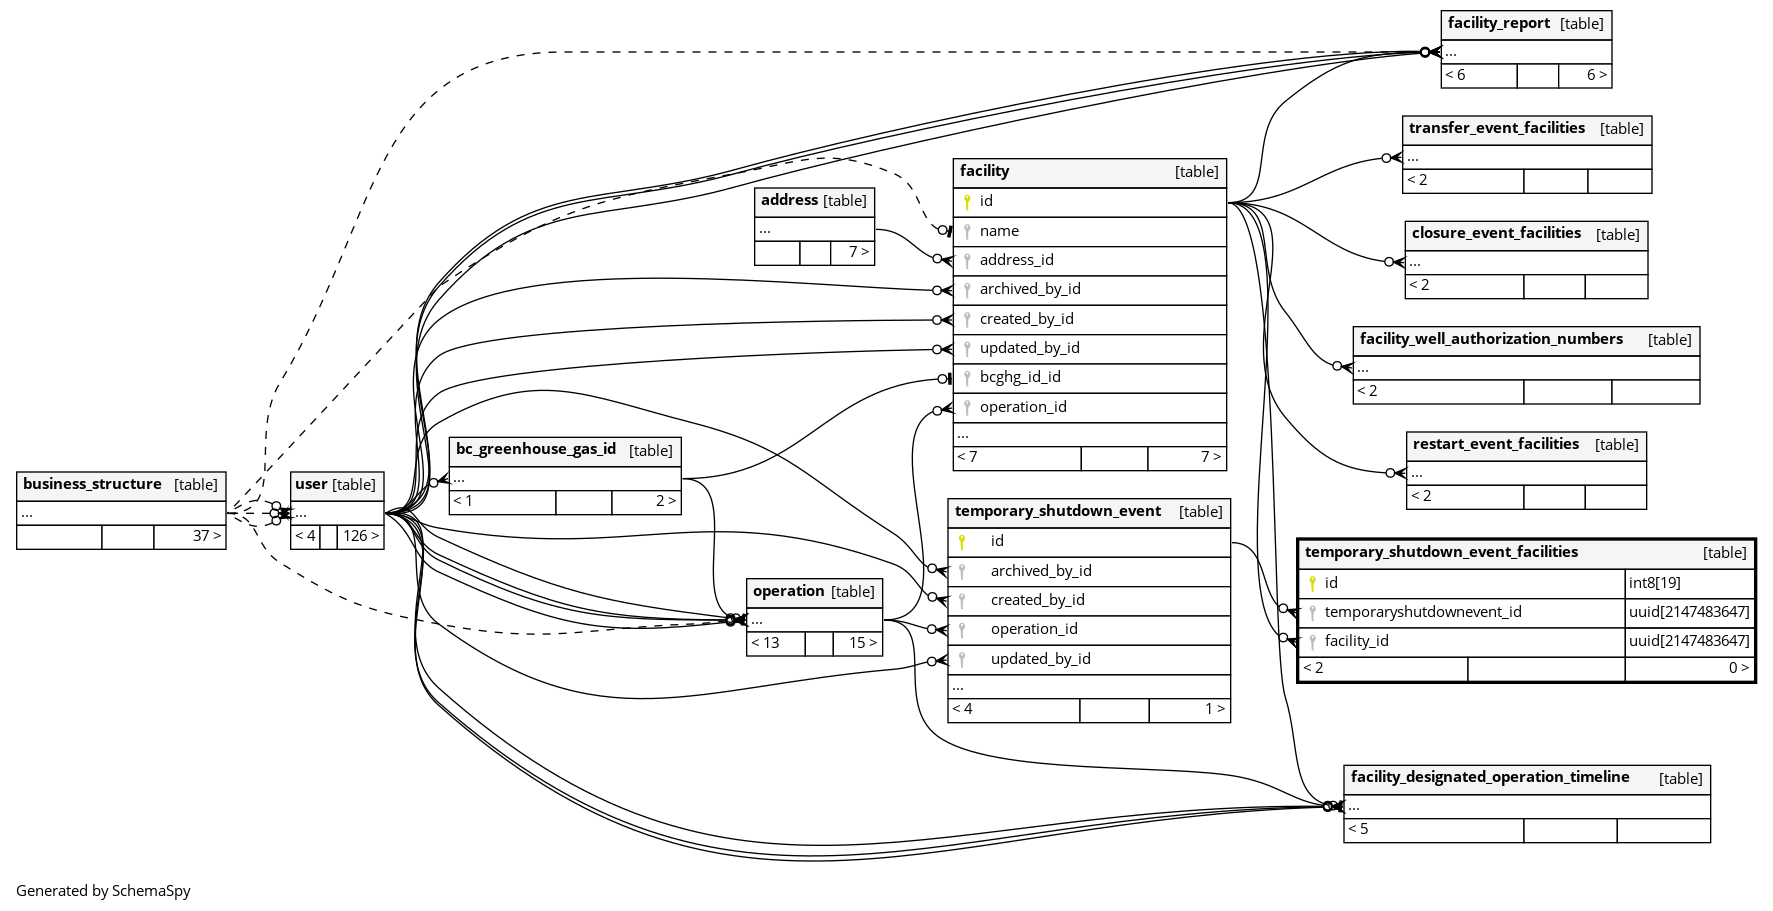 facility_report [table]
...
< 6 6 >
transfer_event_facilities [table]
...
< 2
facility [table]
id
name
address_id
archived_by_id
created_by_id
updated_by_id
bcghg_id_id
operation_id
...
< 7 7 >
address [table]
...
7 >
closure_event_facilities [table]
...
< 2
facility_well_authorization_numbers [table]
...
< 2
restart_event_facilities [table]
...
< 2
bc_greenhouse_gas_id [table]
...
< 1 2 >
business_structure [table]
...
37 >
user [table]
...
< 4 126 >
temporary_shutdown_event [table]
id
archived_by_id
created_by_id
operation_id
updated_by_id
...
< 4 1 >
temporary_shutdown_event_facilities [table]
id int8[19]
temporaryshutdownevent_id uuid[2147483647]
facility_id uuid[2147483647]
< 2 0 >
operation [table]
...
< 13 15 >
facility_designated_operation_timeline [table]
...
< 5
Generated by SchemaSpy